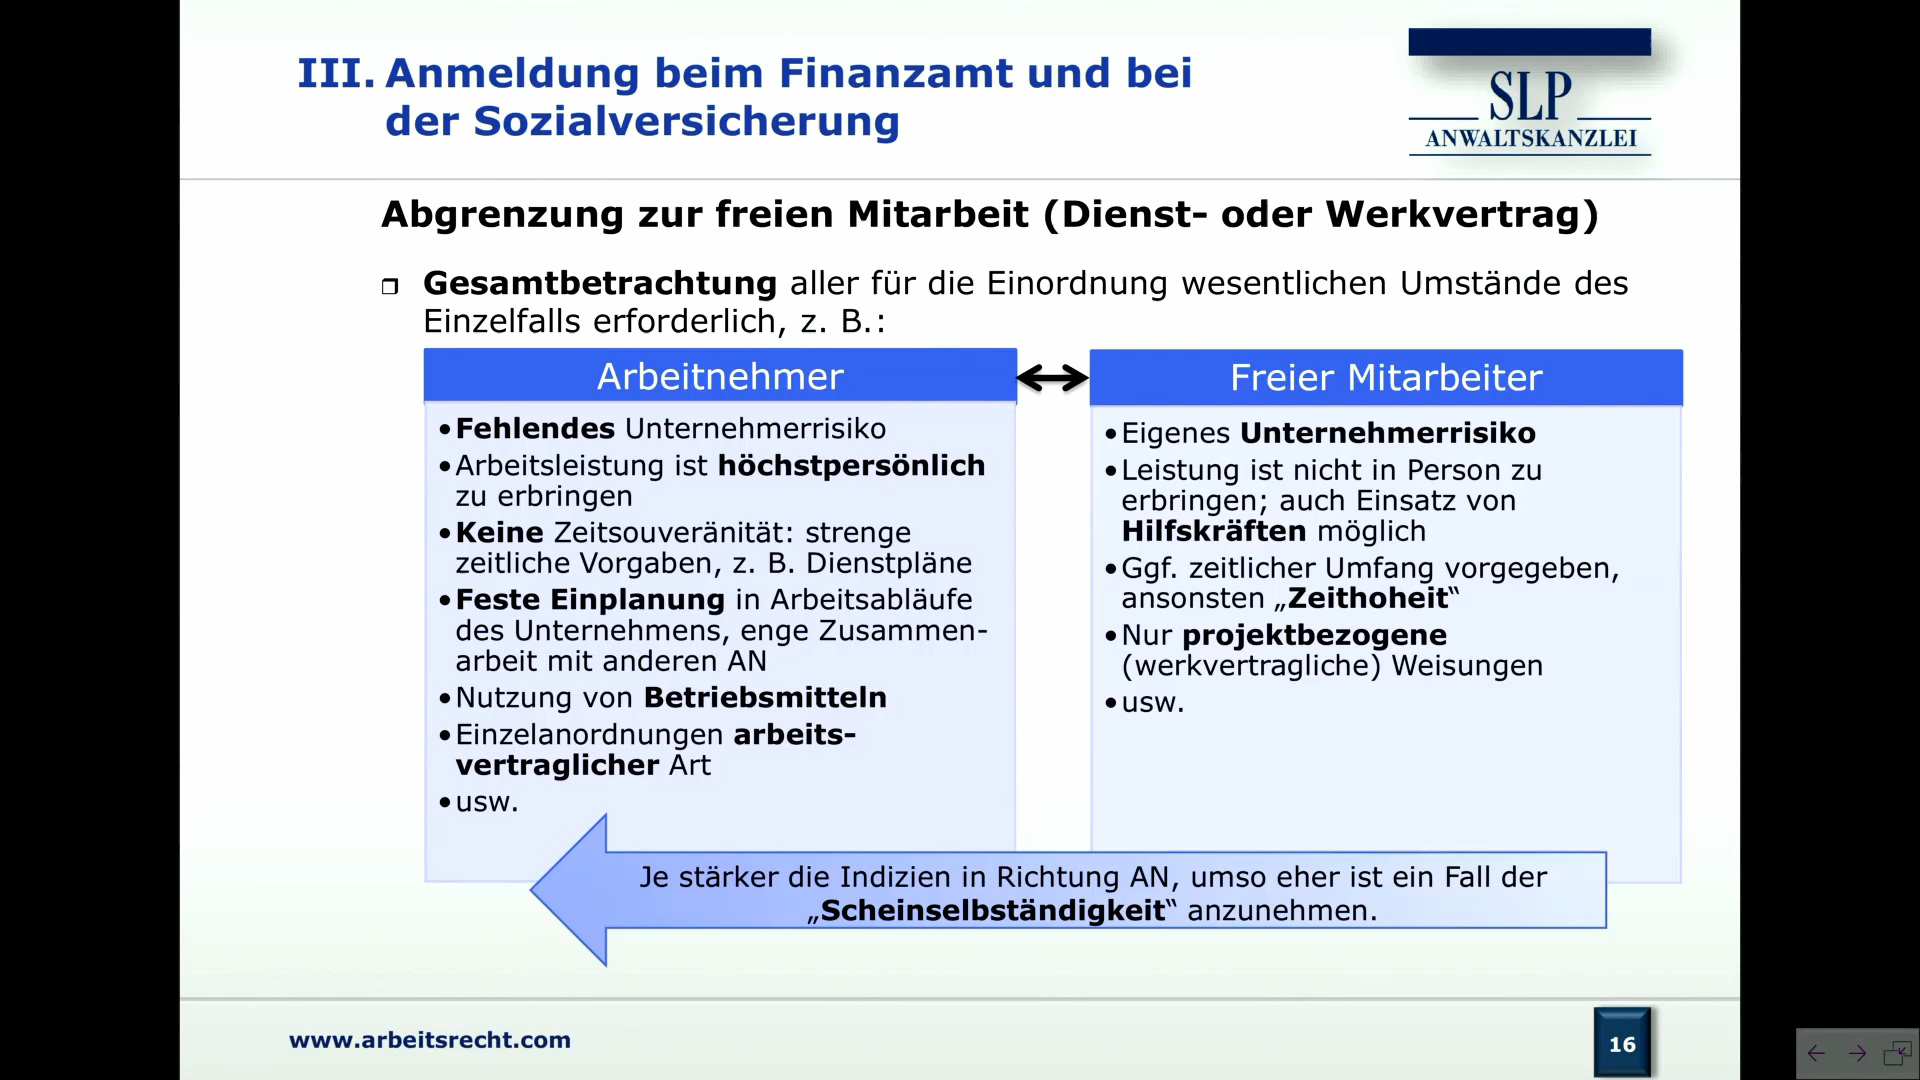 III. Anmeldung beim Finanzamt und bei
der Sozialversicherung
SLP
ANWALTSKANZLEI
Abgrenzung zur freien Mitarbeit (Dienst- oder Werkvertrag)
❒ Gesamtbetrachtung aller für die Einordnung wesentlichen Umstände des
Einzelfalls erforderlich, z. B.:
Arbeitnehmer
•Fehlendes Unternehmerrisiko
•Arbeitsleistung ist höchstpersönlich
zu erbringen
•Keine Zeitsouveränität: strenge
zeitliche Vorgaben, z. B. Dienstpläne
•Feste Einplanung in Arbeitsabläufe
des Unternehmens, enge Zusammen-
arbeit mit anderen AN
•Nutzung von Betriebsmitteln
•Einzelanordnungen arbeits-
vertraglicher Art
•usw.
Freier Mitarbeiter
•Eigenes Unternehmerrisiko
•Leistung ist nicht in Person zu
erbringen; auch Einsatz von
Hilfskräften möglich
•Ggf. zeitlicher Umfang vorgegeben,
ansonsten „Zeithoheit“
•Nur projektbezogene
(werkvertragliche) Weisungen
•usw.
Je stärker die Indizien in Richtung AN, umso eher ist ein Fall der
„Scheinselbständigkeit“ anzunehmen.
www.arbeitsrecht.com
16